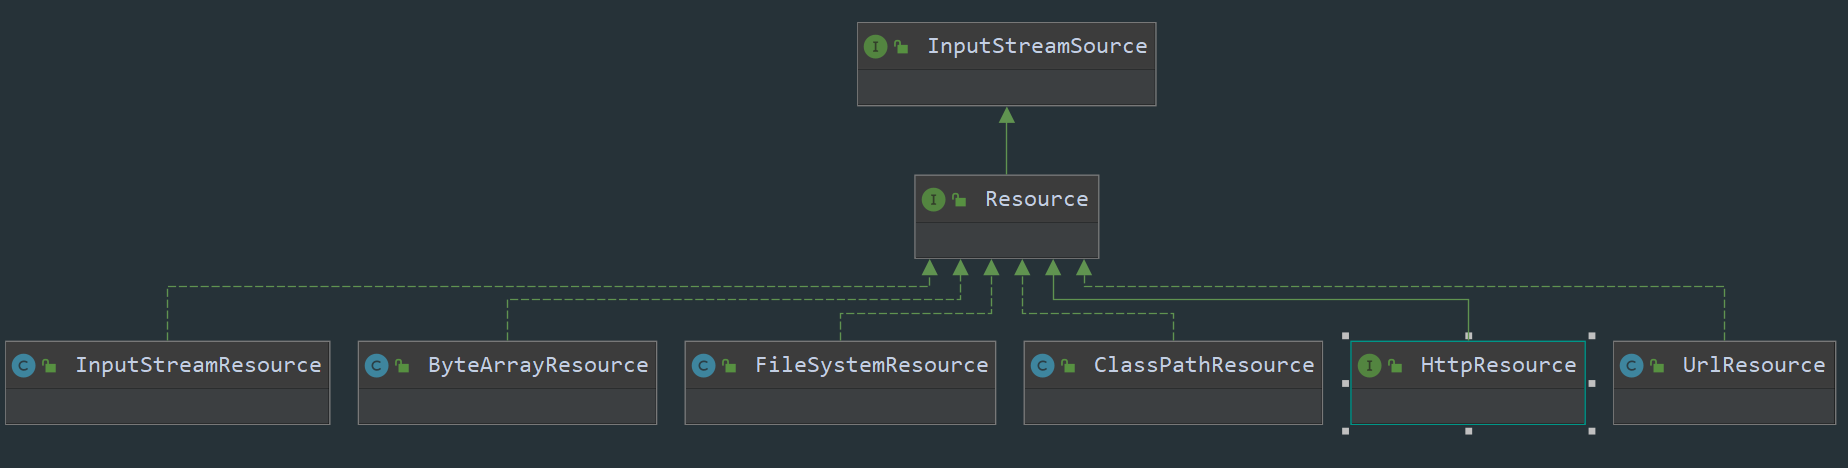 I InputStreamSource
I Resource
C InputStreamResource
C ByteArrayResource
C FileSystemResource
C ClassPathResource
I HttpResource
C UrlResource